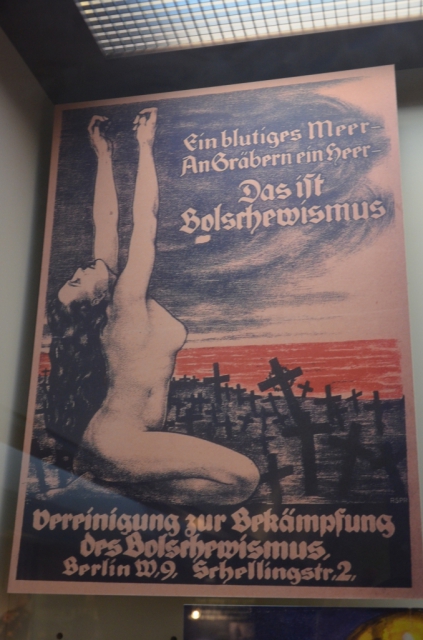 Ein blutiges Meer-
An Gräbern ein Heer-
Das ist
Bolschewismus
Vereinigung zur Bekämpfung
des Bolschewismus,
Berlin W.9. Schellingstr. 2.